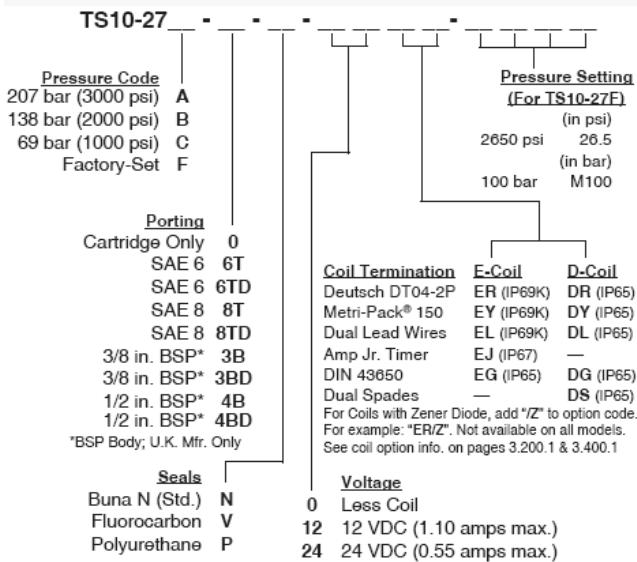 TS10-27__ - __ - __ - __ __ __ __ - __ __ __ __
Pressure Code
207 bar (3000 psi) A
138 bar (2000 psi) B
69 bar (1000 psi) C
Factory-Set F
Pressure Setting
(For TS10-27F)
(in psi)
2650 psi 26.5
(in bar)
100 bar M100
Porting
Cartridge Only 0
SAE 6 6T
SAE 6 6TD
SAE 8 8T
SAE 8 8TD
3/8 in. BSP* 3B
3/8 in. BSP* 3BD
1/2 in. BSP* 4B
1/2 in. BSP* 4BD
*BSP Body; U.K. Mfr. Only
Coil Termination E-Coil D-Coil
Deutsch DT04-2P ER (IP69K) DR (IP65)
Metri-Pack® 150 EY (IP69K) DY (IP65)
Dual Lead Wires EL (IP69K) DL (IP65)
Amp Jr. Timer EJ (IP67) —
DIN 43650 EG (IP65) DG (IP65)
Dual Spades — DS (IP65)
For Coils with Zener Diode, add "/Z" to option code.
For example: "ER/Z". Not available on all models.
See coil option info. on pages 3.200.1 & 3.400.1
Seals
Buna N (Std.) N
Fluorocarbon V
Polyurethane P
Voltage
0 Less Coil
12 12 VDC (1.10 amps max.)
24 24 VDC (0.55 amps max.)